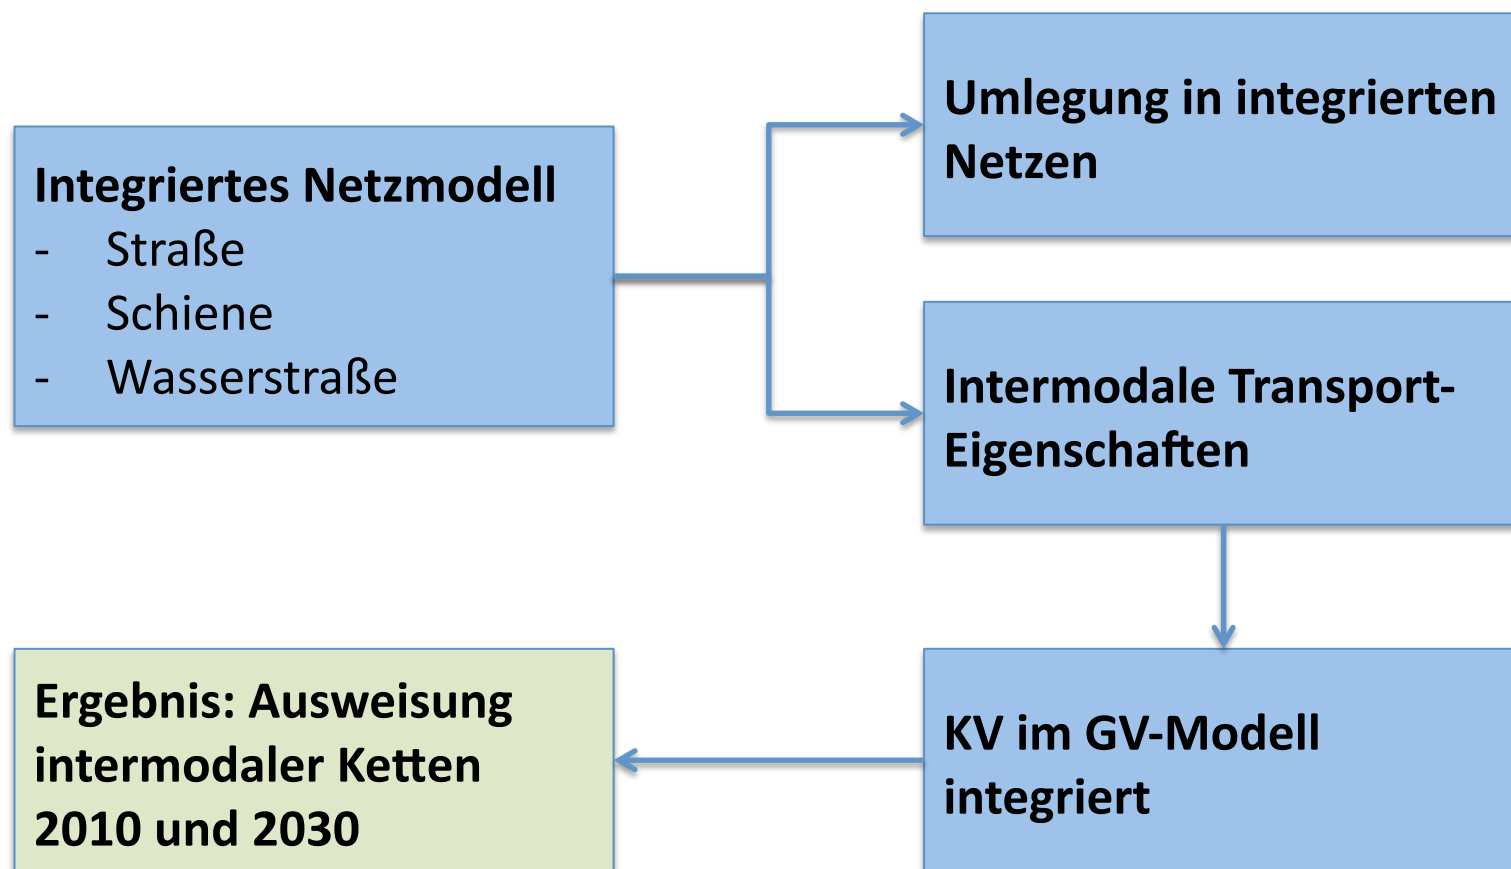 Integriertes Netzmodell
- Straße
- Schiene
- Wasserstraße
Umlegung in integrierten
Netzen
Intermodale Transport-
Eigenschaften
KV im GV-Modell
integriert
Ergebnis: Ausweisung
intermodaler Ketten
2010 und 2030